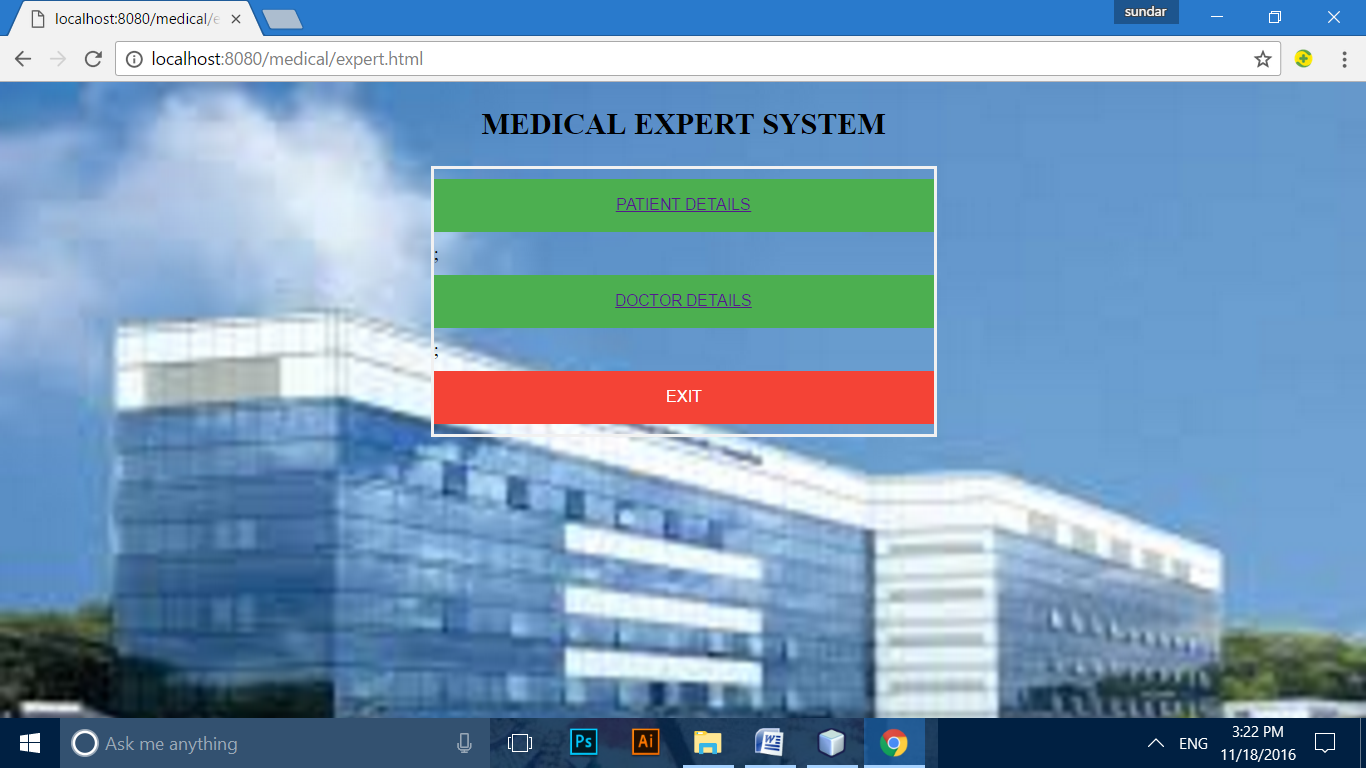 localhost:8080/medical/e
sundar
localhost:8080/medical/expert.html
MEDICAL EXPERT SYSTEM
PATIENT DETAILS
;
DOCTOR DETAILS
;
EXIT
Ask me anything
Ps
Ai
ENG
3:22 PM
11/18/2016